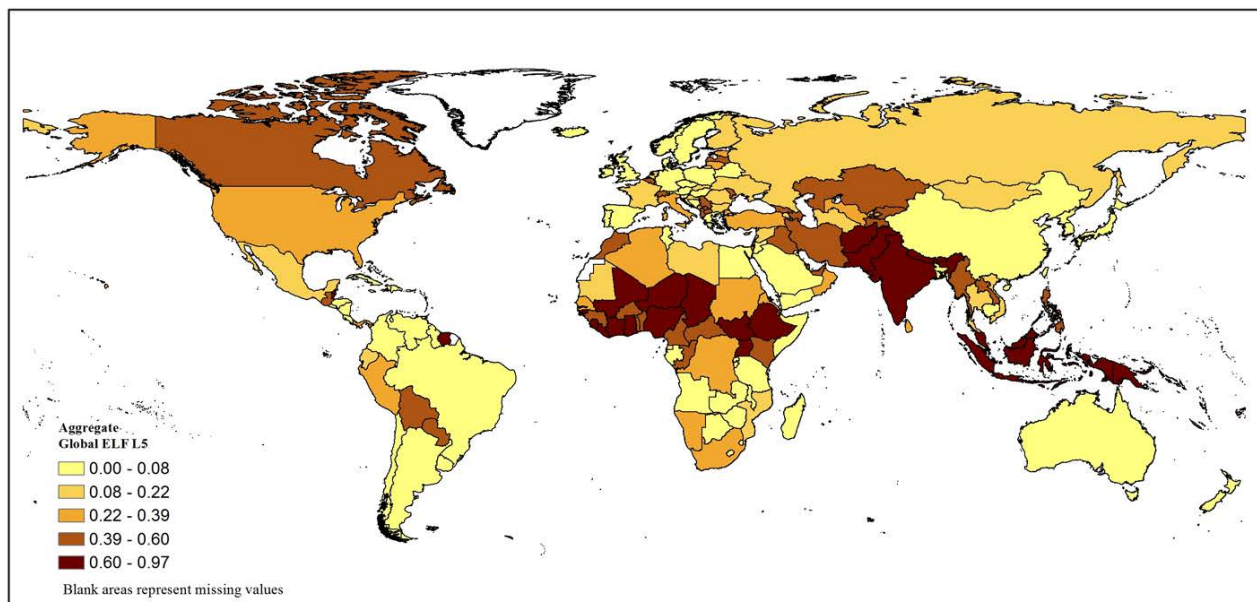 Aggregate
Global ELF L5
0.00 - 0.08
0.08 - 0.22
0.22 - 0.39
0.39 - 0.60
0.60 - 0.97
Blank areas represent missing values